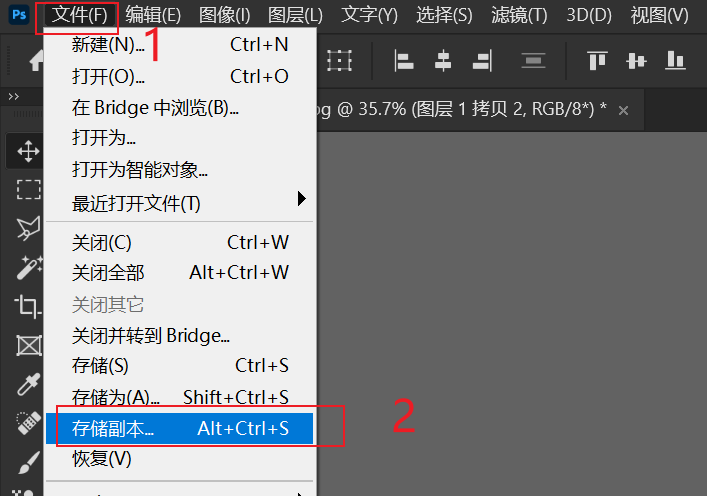 Ps 文件(F) 编辑(E) 图像(I) 图层(L) 文字(Y) 选择(S) 滤镜(T) 3D(D) 视图(V)
1
新建(N)... Ctrl+N
打开(O)... Ctrl+O
在 Bridge 中浏览(B)...
og @ 35.7% (图层 1 拷贝 2, RGB/8*) * ×
打开为...
打开为智能对象...
最近打开文件(T)
关闭(C) Ctrl+W
关闭全部 Alt+Ctrl+W
关闭其它
关闭并转到 Bridge...
存储(S) Ctrl+S
存储为(A)... Shift+Ctrl+S
存储副本... Alt+Ctrl+S
2
恢复(V)